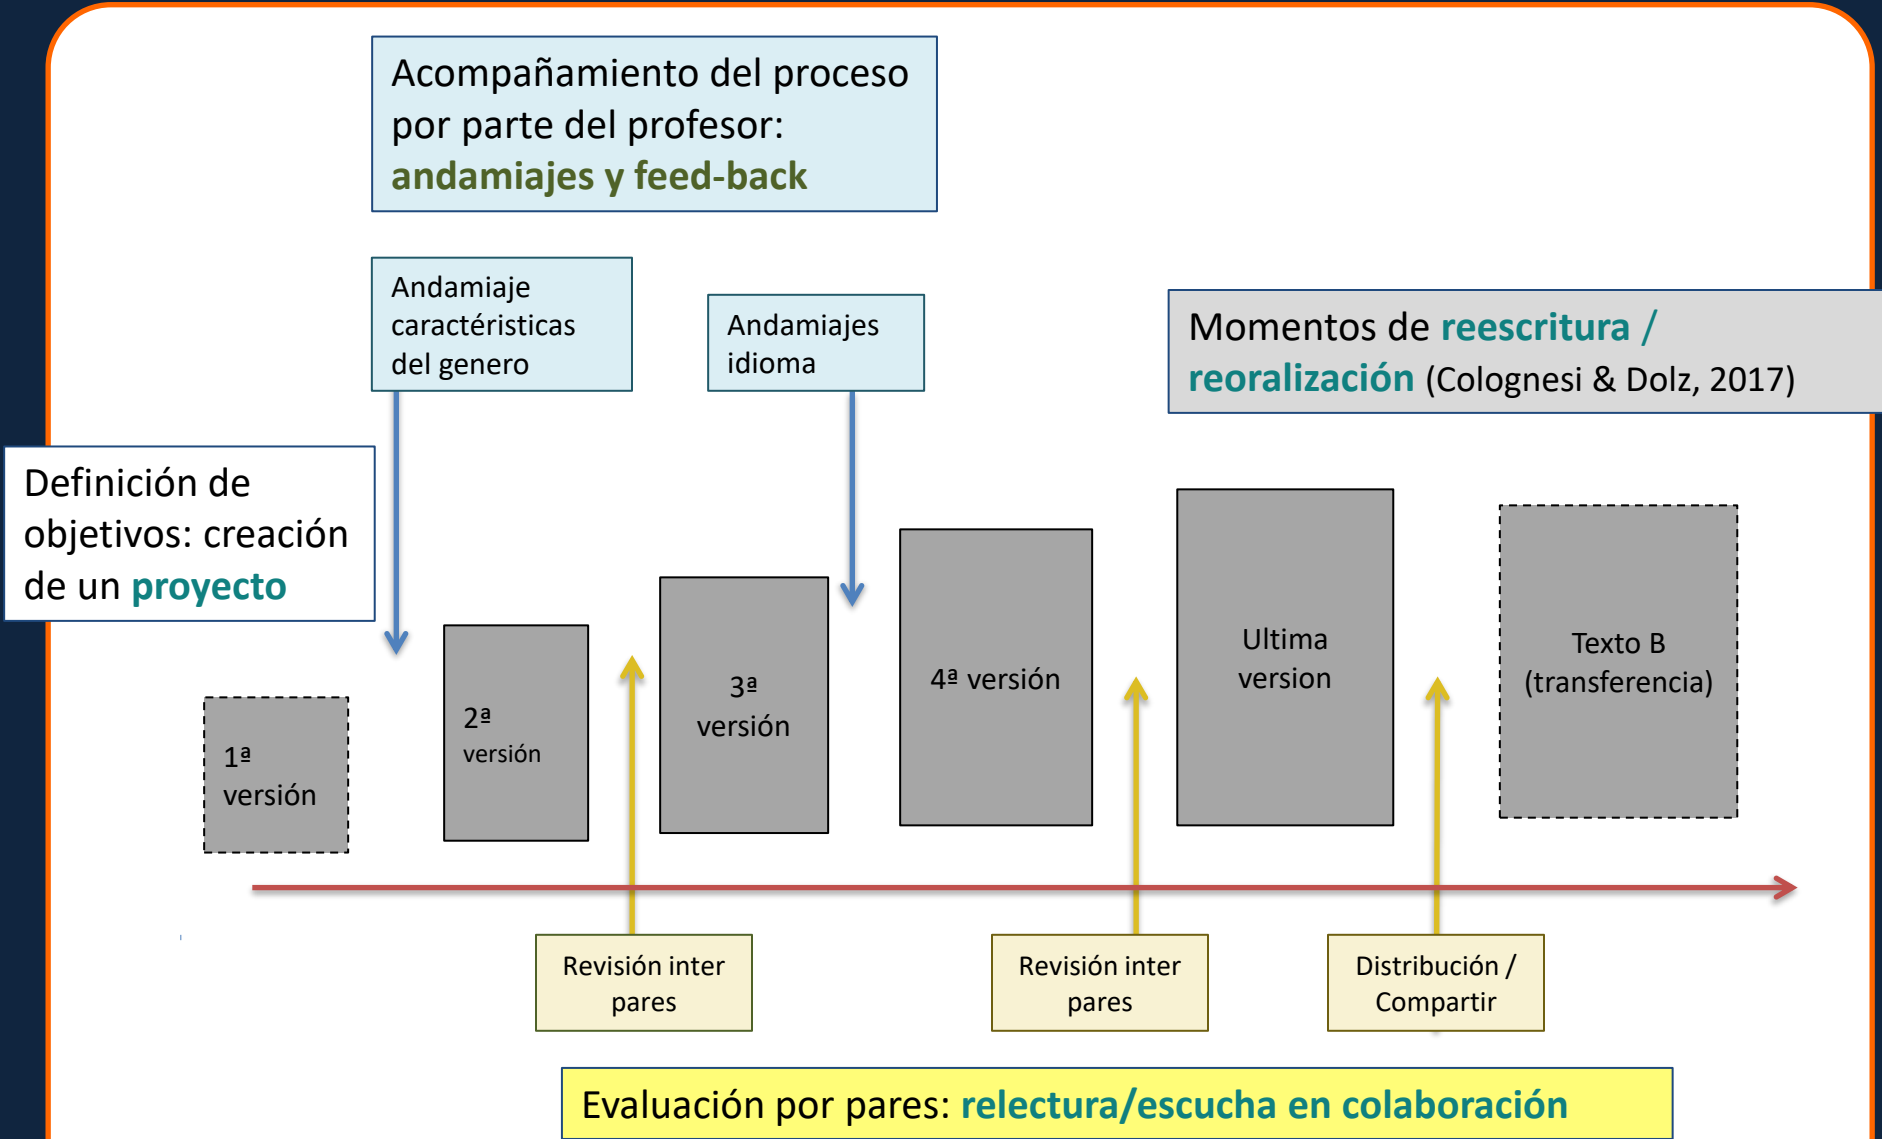 Acompañamiento del proceso
por parte del profesor:
andamiajes y feed-back
Andamiaje
caractéristicas
del genero
Andamiajes
idioma
Momentos de reescritura /
reoralización (Colognesi & Dolz, 2017)
Definición de
objetivos: creación
de un proyecto
1ª
versión
2ª
versión
3ª
versión
4ª versión
Ultima
version
Texto B
(transferencia)
Revisión inter
pares
Revisión inter
pares
Distribución /
Compartir
Evaluación por pares: relectura/escucha en colaboración